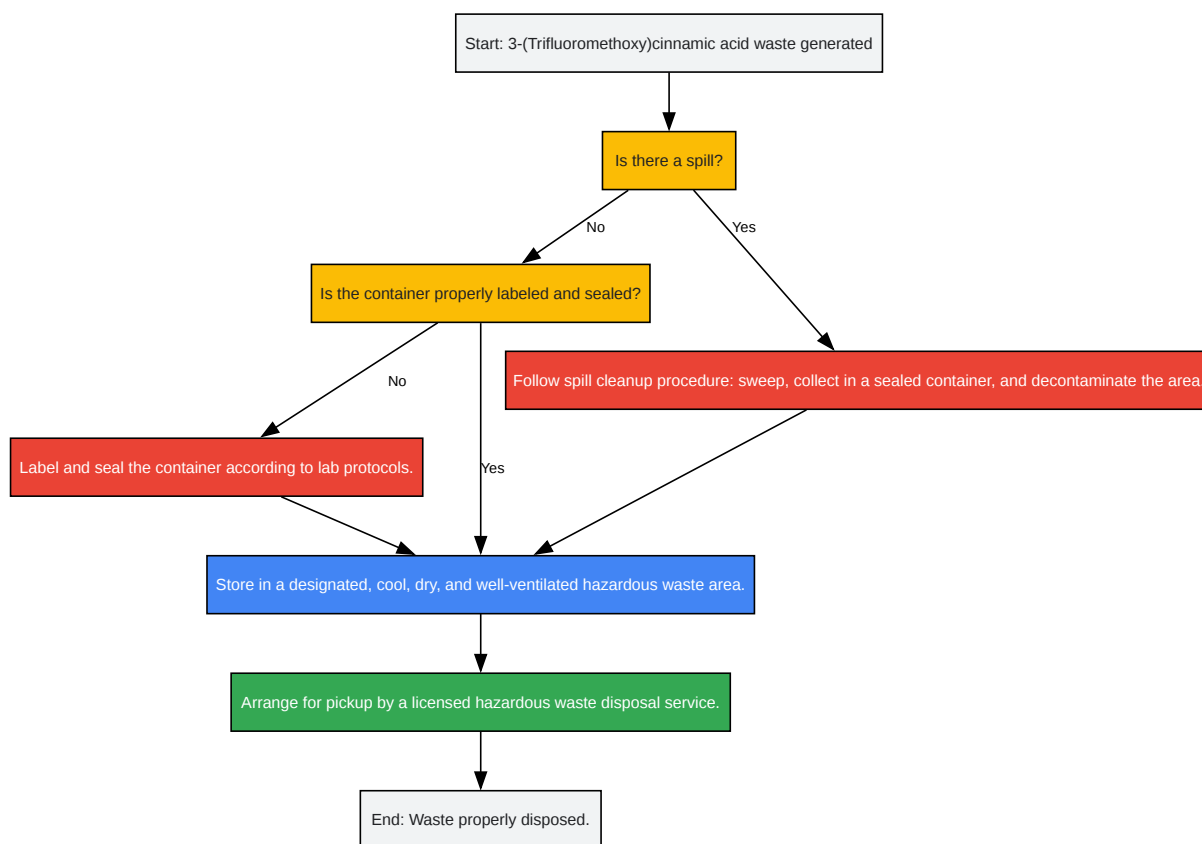 Start: 3-(Trifluoromethoxy)cinnamic acid waste generated
Is there a spill?
No
Yes
Is the container properly labeled and sealed?
Follow spill cleanup procedure: sweep, collect in a sealed container, and decontaminate the area.
No
Label and seal the container according to lab protocols.
Yes
Store in a designated, cool, dry, and well-ventilated hazardous waste area.
Arrange for pickup by a licensed hazardous waste disposal service.
End: Waste properly disposed.